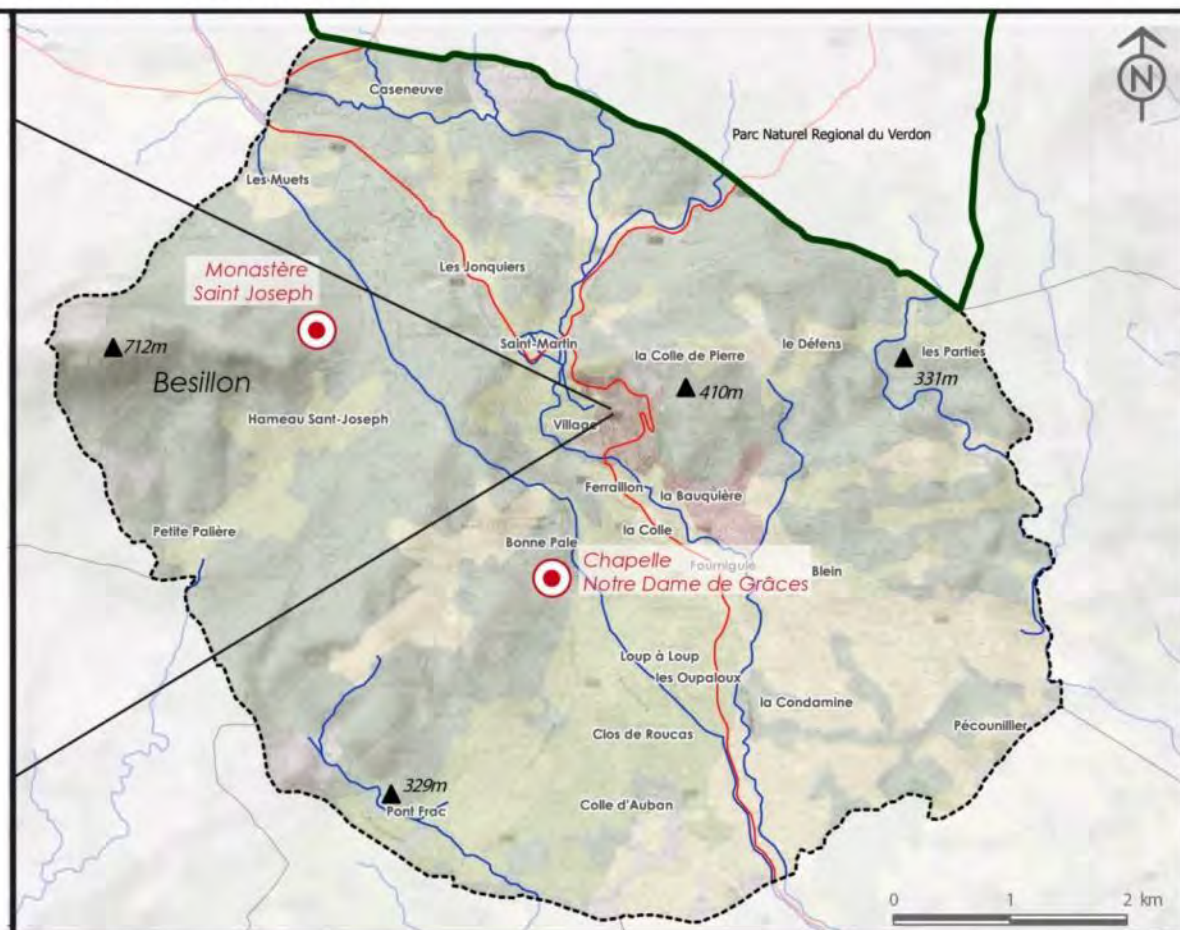 N
Caseneuve
Parc Naturel Regional du Verdon
Les Muets
Monastère
Saint Joseph
Les Jonquiers
Saint-Martin
la Colle de Pierre
le Défens
les Parties
712m
331m
Besillon
410m
Hameau Sant-Joseph
Village
Ferraillon
la Bauquière
la Colle
Petite Palière
Bonne Pale
Chapelle
Notre Dame de Grâces
Fournigule
Blein
Loup à Loup
les Oupaloux
la Condamine
Clos de Roucas
Pécounillier
329m
Pont Frac
Colle d'Auban
0 1 2 km